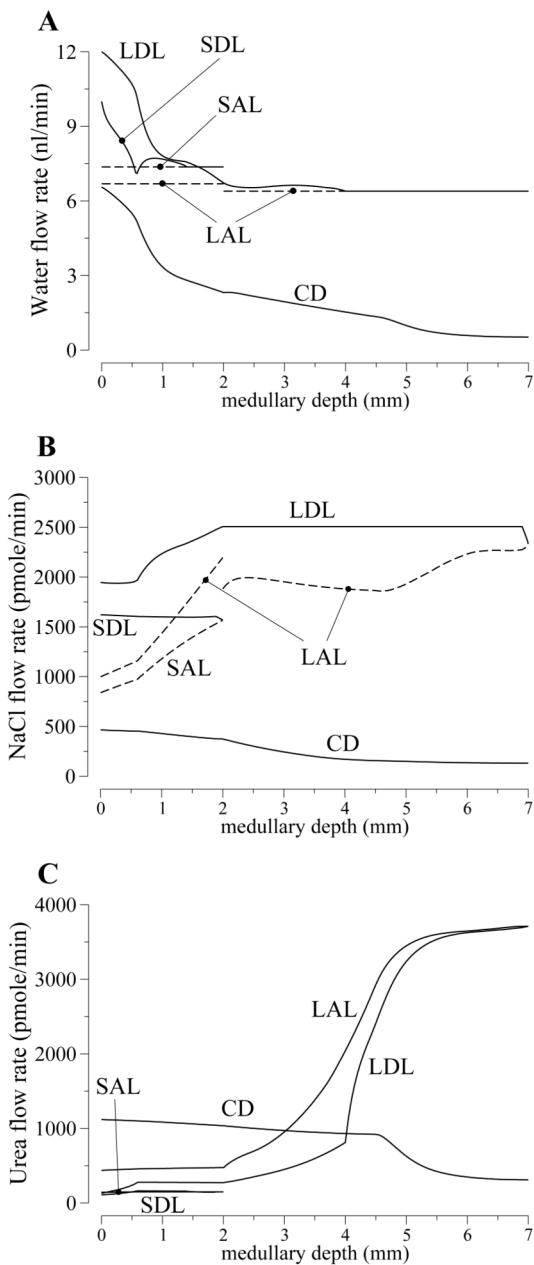 A
LDL
SDL
SAL
LAL
CD
Water flow rate (nl/min)
12
9
6
3
0
0 1 2 3 4 5 6 7
medullary depth (mm)
B
LDL
SDL
SAL
LAL
CD
NaCl flow rate (pmole/min)
3000
2500
2000
1500
1000
500
0
0 1 2 3 4 5 6 7
medullary depth (mm)
C
LAL
LDL
SAL
CD
SDL
Urea flow rate (pmole/min)
4000
3000
2000
1000
0
0 1 2 3 4 5 6 7
medullary depth (mm)